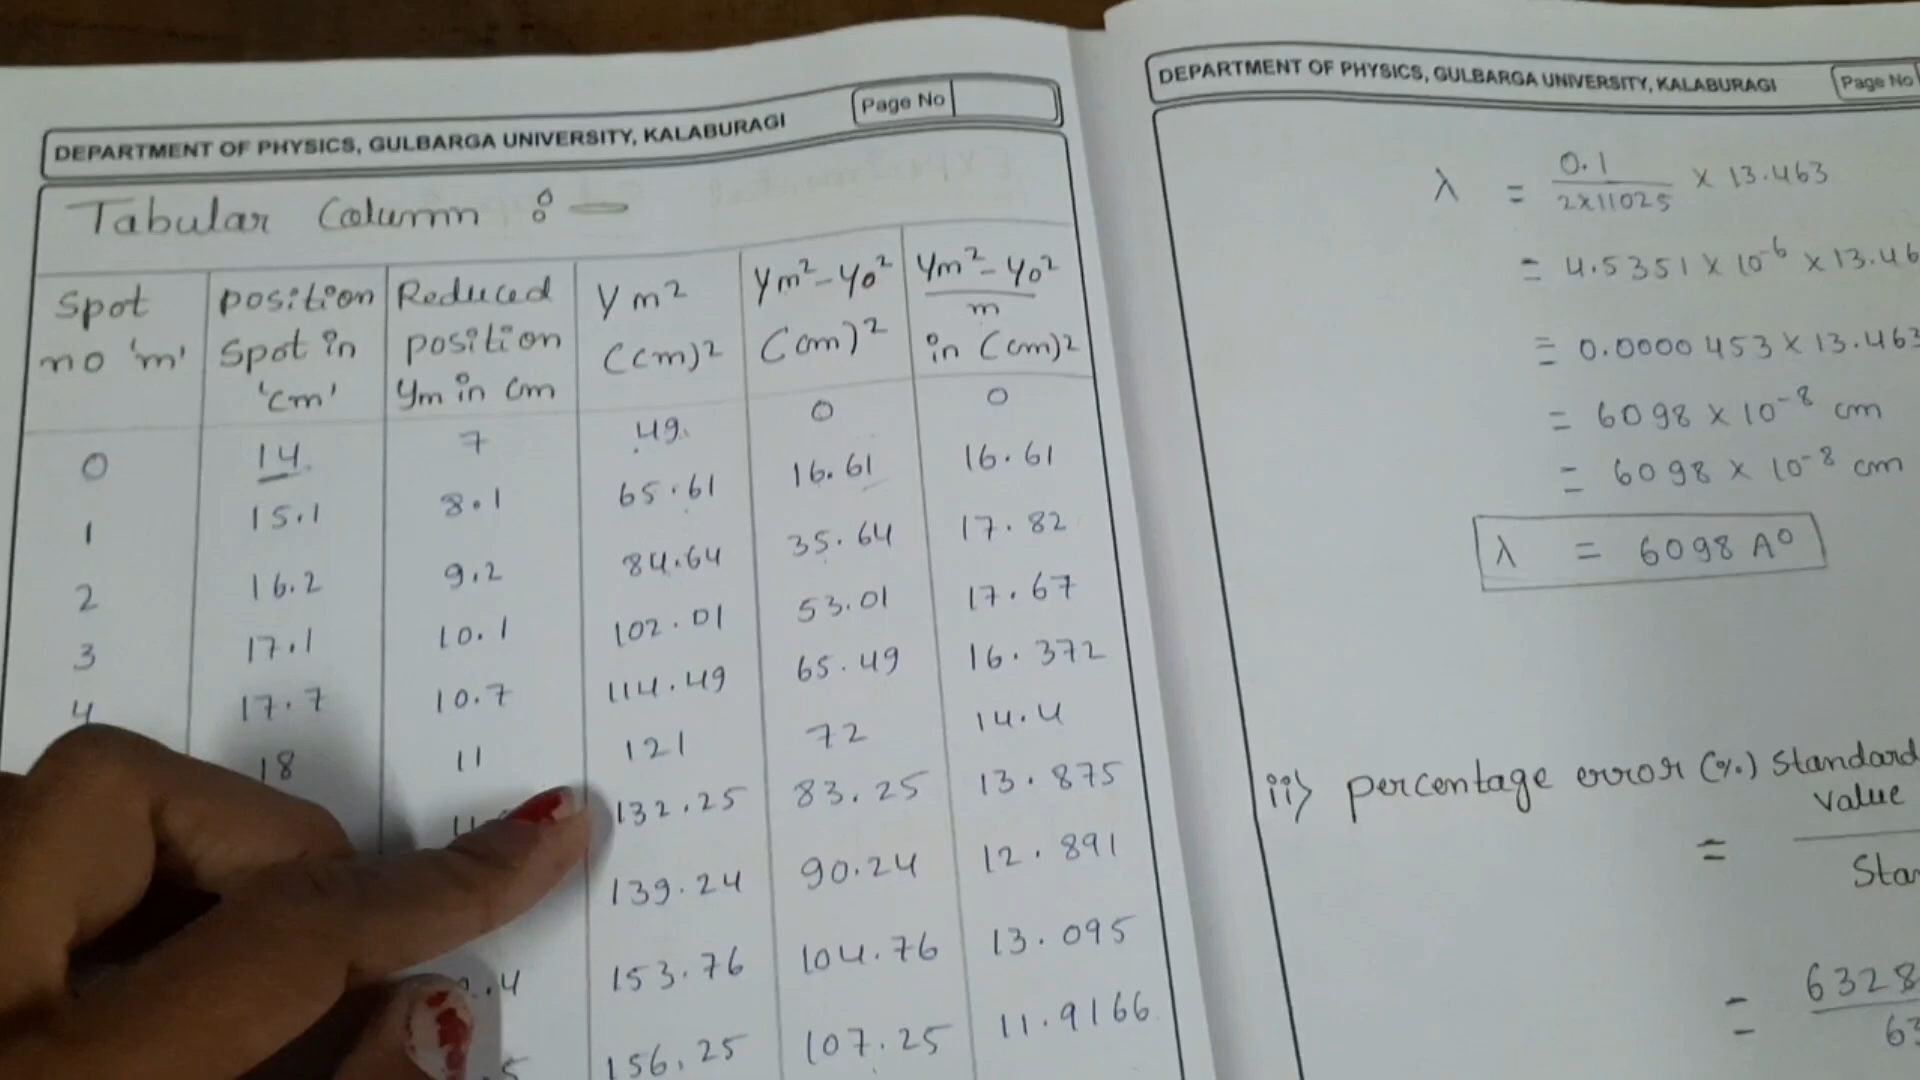 DEPARTMENT OF PHYSICS, GULBARGA UNIVERSITY, KALABURAGI Page No
Tabular Column :-
Spot no 'm' | position Spot in 'cm' | Reduced position Ym in cm | Ym² (cm)² | Ym²-Yo² (cm)² | Ym²-Yo²/m in (cm)²
0 14 7 49 0 0
1 15.1 8.1 65.61 16.61 16.61
2 16.2 9.2 84.64 35.64 17.82
3 17.1 10.1 102.01 53.01 17.67
4 17.7 10.7 114.49 65.49 16.372
18 11 121 72 14.4
132.25 83.25 13.875
139.24 90.24 12.891
.4 153.76 104.76 13.095
.5 156.25 107.25 11.9166
DEPARTMENT OF PHYSICS, GULBARGA UNIVERSITY, KALABURAGI Page No
λ = 0.1/2x11025 x 13.463
= 4.5351 x 10⁻⁶ x 13.46
= 0.0000453 x 13.463
= 6098 x 10⁻⁸ cm
= 6098 x 10⁻⁸ cm
λ = 6098 A⁰
ii) percentage error (%) Standard
value
=
= 6328